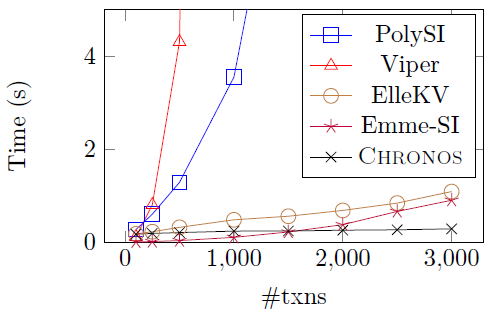 PolySI
Viper
ElleKV
Emme-SI
CHRONOS
Time (s)
4
2
0
0 1,000 2,000 3,000
#txns